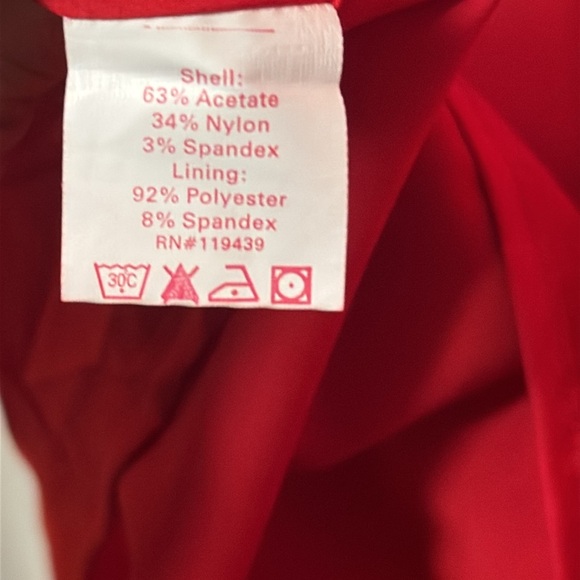 Shell:
63% Acetate
34% Nylon
3% Spandex
Lining:
92% Polyester
8% Spandex
RN#119439
30C